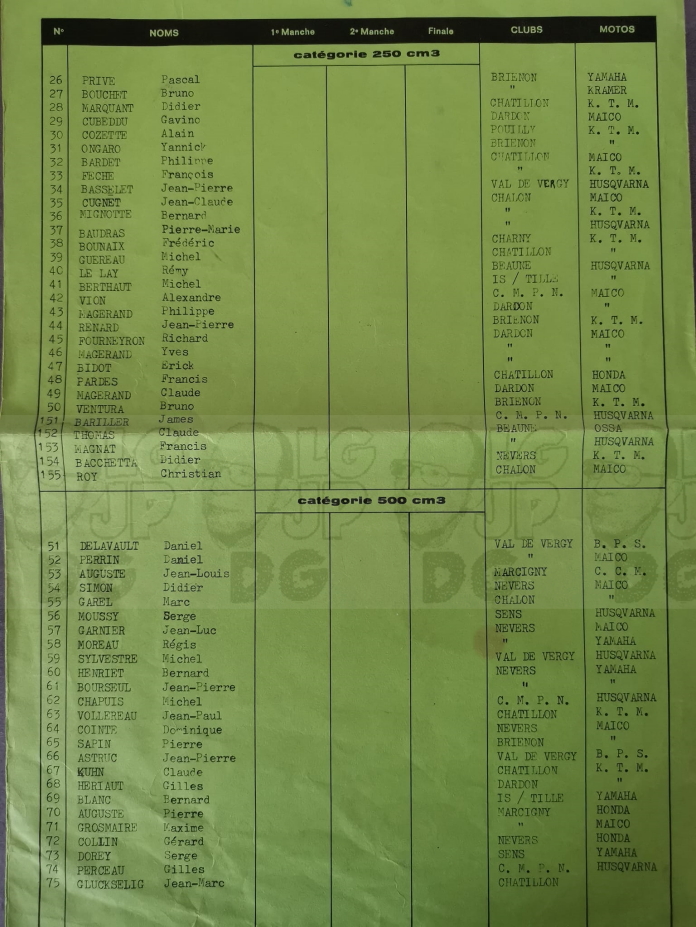 N° NOMS 1e Manche 2e Manche Finale CLUBS MOTOS
catégorie 250 cm3
26 PRIVE Pascal BRIENON YAMAHA
27 BOUCHET Bruno " KRAMER
28 MARQUANT Didier CHATILLON K. T. M.
29 CUBEDDU Gavino DARDON MAICO
30 COZETTE Alain POUILLY K. T. M.
31 ONGARO Yannick BRIENON "
32 BARDET Philippe CHATILLON MAICO
33 FECHE François " K. T. M.
34 BASSELET Jean-Pierre VAL DE VERGY HUSQVARNA
35 CUGNET Jean-Claude CHALON MAICO
36 MIGNOTTE Bernard " K. T. M.
37 BAUDRAS Pierre-Marie " HUSQVARNA
38 BOUNAIX Frédéric CHARNY K. T. M.
39 GUEREAU Michel CHATILLON "
40 LE LAY Rémy BEAUNE HUSQVARNA
41 BERTHAUT Michel IS / TILLE "
42 VION Alexandre C. M. P. N. MAICO
43 MAGERAND Philippe DARDON "
44 RENARD Jean-Pierre BRIENON K. T. M.
45 FOURNEYRON Richard DARDON MAICO
46 MAGERAND Yves " "
47 BIDOT Erick " "
48 PARDES Francis CHATILLON HONDA
49 MAGERAND Claude DARDON MAICO
50 VENTURA Bruno BRIENON K. T. M.
151 BARILLER James C. M. P. N. HUSQVARNA
152 THOMAS Claude BEAUNE OSSA
153 MAGNAT Francis " HUSQVARNA
154 BACCHETTA Didier NEVERS K. T. M.
155 ROY Christian CHALON MAICO
catégorie 500 cm3
51 DELAVAULT Daniel VAL DE VERGY B. P. S.
52 PERRIN Daniel " MAICO
53 AUGUSTE Jean-Louis MARCIGNY C. C. M.
54 SIMON Didier NEVERS MAICO
55 GAREL Marc CHALON "
56 MOUSSY Serge SENS HUSQVARNA
57 GARNIER Jean-Luc NEVERS MAICO
58 MOREAU Régis " YAMAHA
59 SYLVESTRE Michel VAL DE VERGY HUSQVARNA
60 HENRIET Bernard NEVERS YAMAHA
61 BOURSEUL Jean-Pierre " "
62 CHAPUIS Michel C. M. P. N. HUSQVARNA
63 VOLLEREAU Jean-Paul CHATILLON K. T. M.
64 COINTE Dominique NEVERS MAICO
65 SAPIN Pierre BRIENON "
66 ASTRUC Jean-Pierre VAL DE VERGY B. P. S.
67 KUHN Claude CHATILLON K. T. M.
68 HERIAUT Gilles DARDON "
69 BLANC Bernard IS / TILLE YAMAHA
70 AUGUSTE Pierre MARCIGNY HONDA
71 GROSMAIRE Maxime " MAICO
72 COLLIN Gérard NEVERS HONDA
73 DOREY Serge SENS YAMAHA
74 PERCEAU Gilles C. M. P. N. HUSQVARNA
75 GLUCKSELIG Jean-Marc CHATILLON